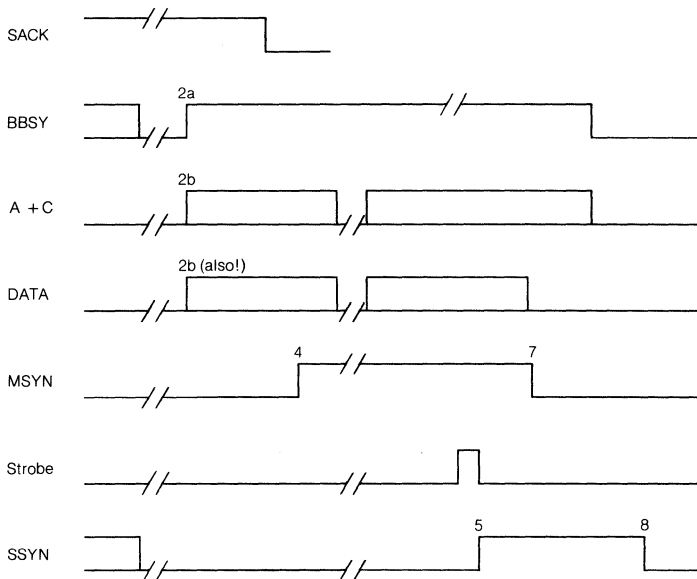 SACK
2a
BBSY
2b
A + C
2b (also!)
DATA
4
7
MSYN
Strobe
5
8
SSYN